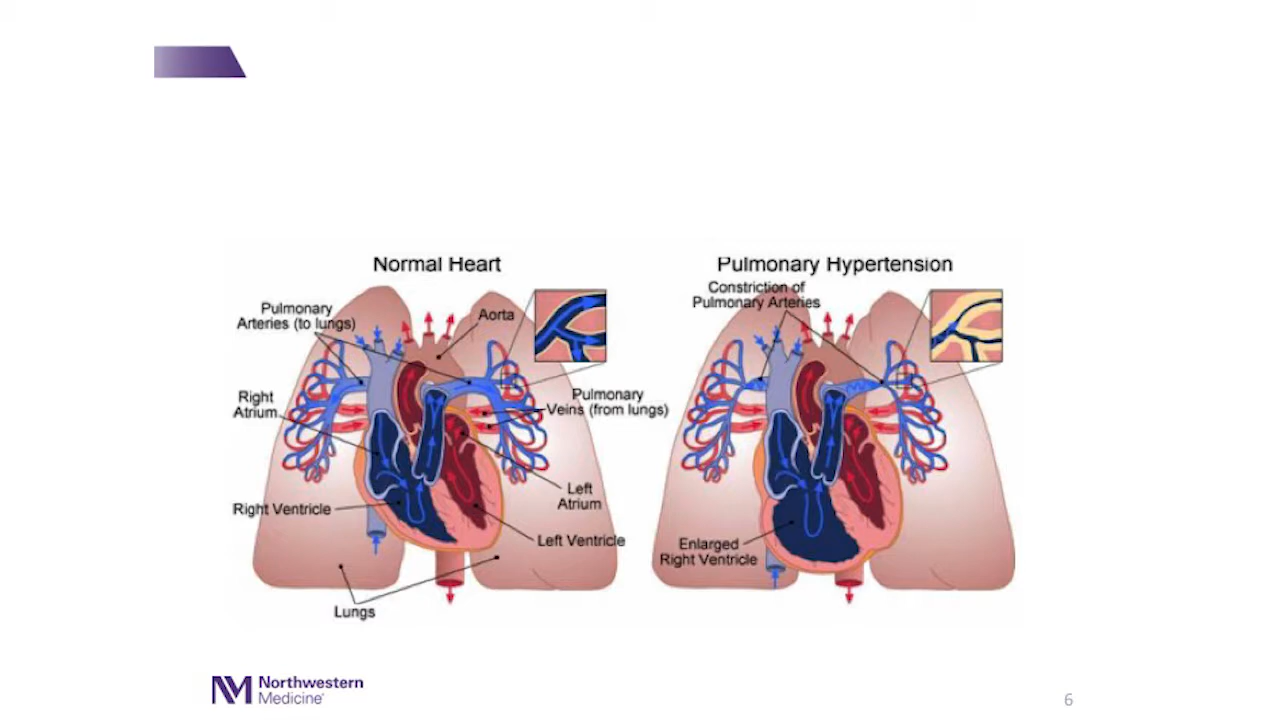 Normal Heart
Pulmonary
Arteries (to lungs)
Aorta
Right
Atrium
Pulmonary
Veins (from lungs)
Left
Atrium
Right Ventricle
Left Ventricle
Lungs
Pulmonary Hypertension
Constriction of
Pulmonary Arteries
Enlarged
Right Ventricle
NM Northwestern
Medicine
6